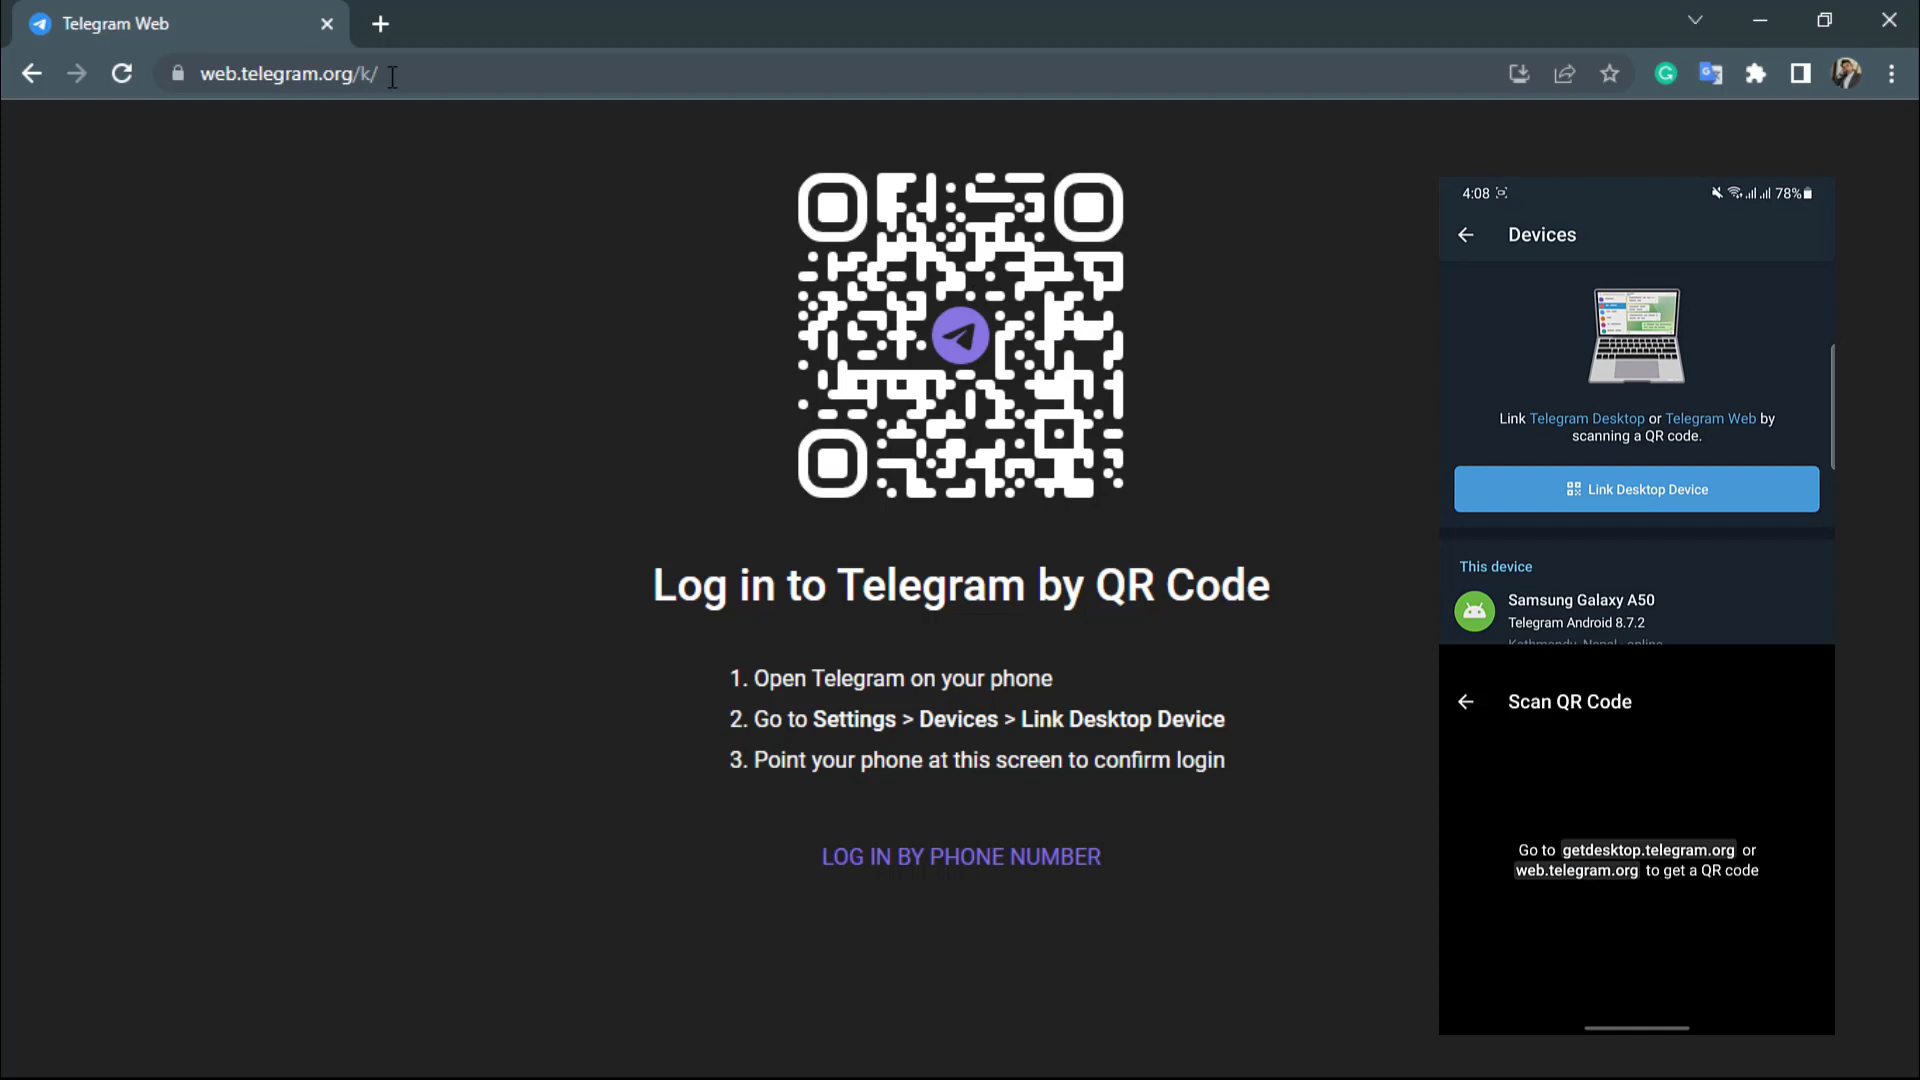 Telegram Web
web.telegram.org/k/
Log in to Telegram by QR Code
1. Open Telegram on your phone
2. Go to Settings > Devices > Link Desktop Device
3. Point your phone at this screen to confirm login
LOG IN BY PHONE NUMBER
4:08
78%
Devices
Link Telegram Desktop or Telegram Web by
scanning a QR code.
Link Desktop Device
This device
Samsung Galaxy A50
Telegram Android 8.7.2
Kathmandu, Nepal · online
Scan QR Code
Go to getdesktop.telegram.org or
web.telegram.org to get a QR code